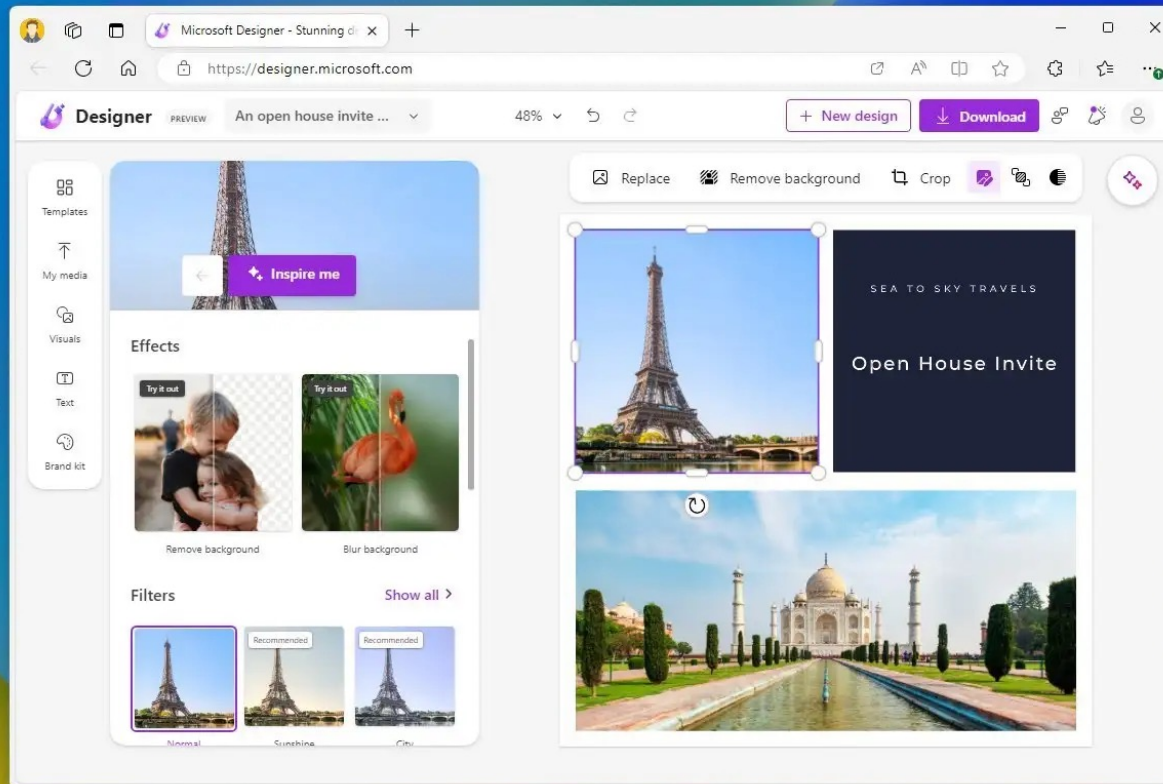 Microsoft Designer - Stunning d
https://designer.microsoft.com
Designer PREVIEW An open house invite ... 48% New design Download
Templates
My media
Visuals
Text
Brand kit
Inspire me
Effects
Try it out Try it out
Remove background Blur background
Filters Show all
Recommended Recommended
Normal Sunshine City
Replace Remove background Crop
SEA TO SKY TRAVELS
Open House Invite